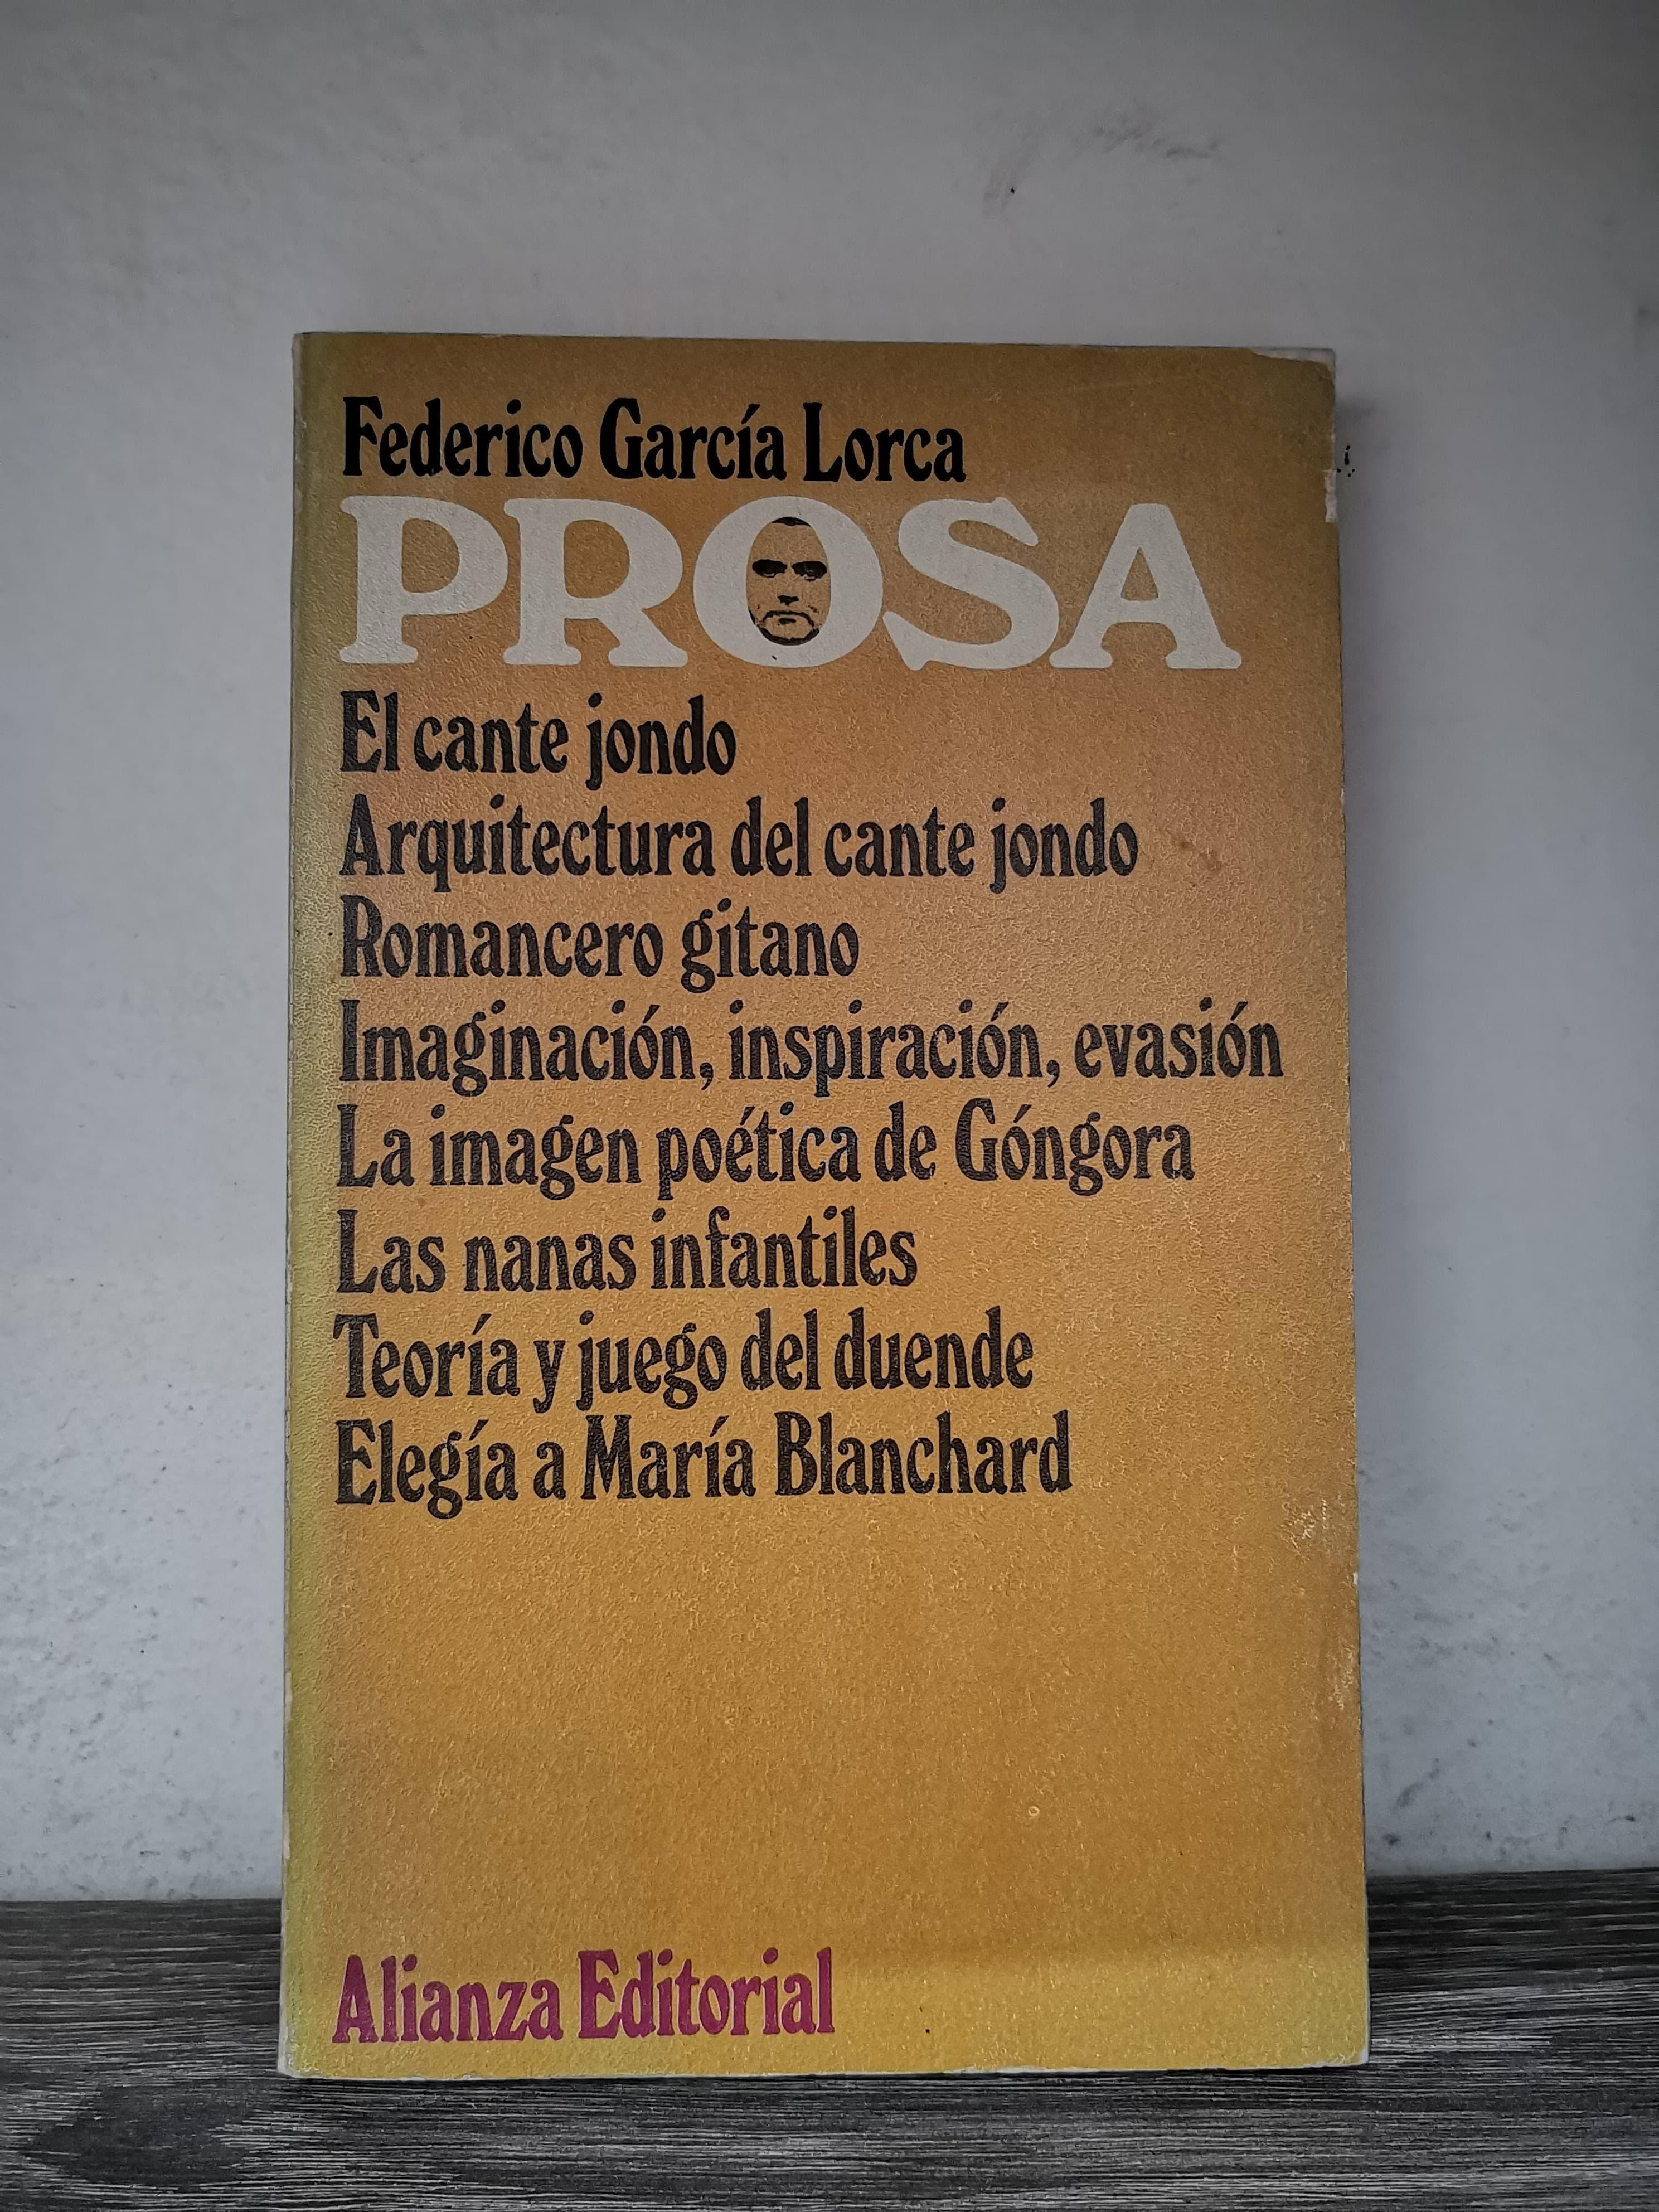 Federico García Lorca
PROSA
El cante jondo
Arquitectura del cante jondo
Romancero gitano
Imaginación, inspiración, evasión
La imagen poética de Góngora
Las nanas infantiles
Teoría y juego del duende
Elegía a María Blanchard
Alianza Editorial